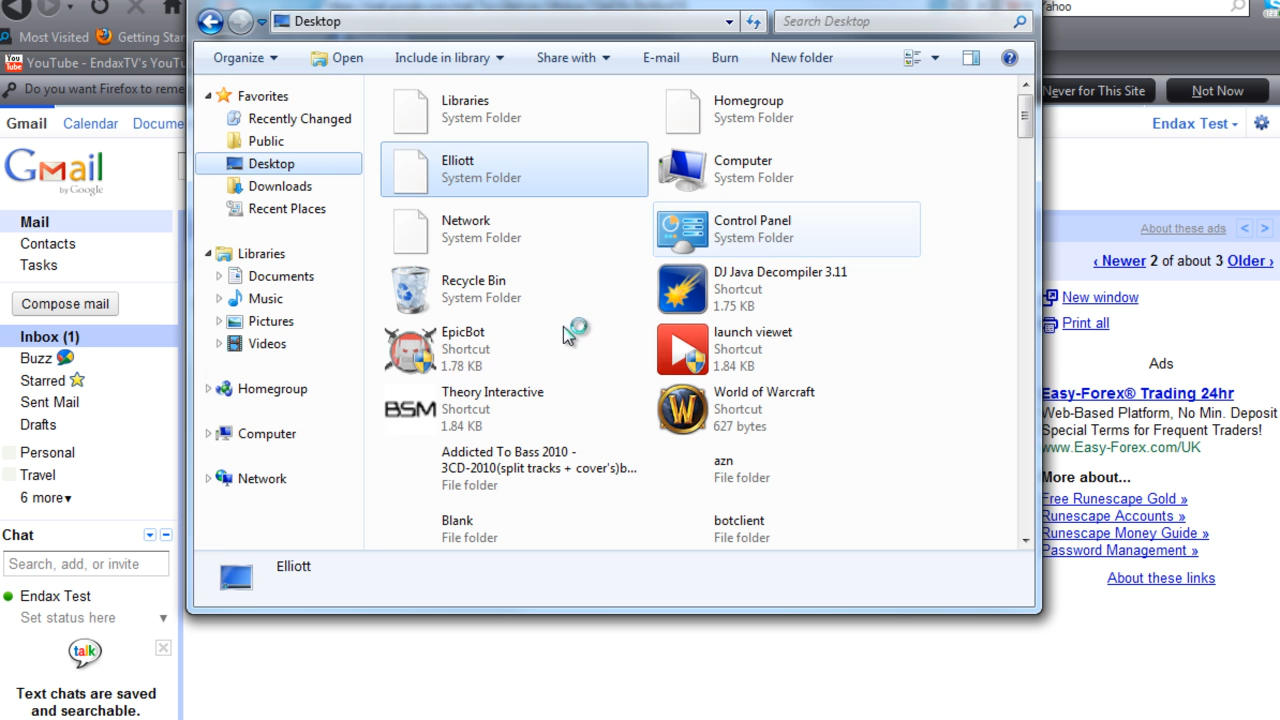 Yahoo
Most Visited
Getting Star
YouTube - EndaxTV's YouTu
Do you want Firefox to reme
Never for This Site
Not Now
Gmail Calendar Docume
Endax Test
Gmail
by Google
Mail
Contacts
Tasks
Compose mail
Inbox (1)
Buzz
Starred
Sent Mail
Drafts
Personal
Travel
6 more▾
Chat
Search, add, or invite
Endax Test
Set status here
talk
Text chats are saved
and searchable.
Desktop
Search Desktop
Organize
Open
Include in library
Share with
E-mail
Burn
New folder
Favorites
Recently Changed
Public
Desktop
Downloads
Recent Places
Libraries
Documents
Music
Pictures
Videos
Homegroup
Computer
Network
Libraries
System Folder
Homegroup
System Folder
Elliott
System Folder
Computer
System Folder
Network
System Folder
Control Panel
System Folder
Recycle Bin
System Folder
DJ Java Decompiler 3.11
Shortcut
1.75 KB
EpicBot
Shortcut
1.78 KB
launch viewet
Shortcut
1.84 KB
BSM
Theory Interactive
Shortcut
1.84 KB
World of Warcraft
Shortcut
627 bytes
Addicted To Bass 2010 -
3CD-2010(split tracks + cover's)b...
File folder
azn
File folder
Blank
File folder
botclient
File folder
Elliott
About these ads < >
‹ Newer 2 of about 3 Older ›
New window
Print all
Ads
Easy-Forex® Trading 24hr
Web-Based Platform, No Min. Deposit
Special Terms for Frequent Traders!
www.Easy-Forex.com/UK
More about...
Free Runescape Gold »
Runescape Accounts »
Runescape Money Guide »
Password Management »
About these links